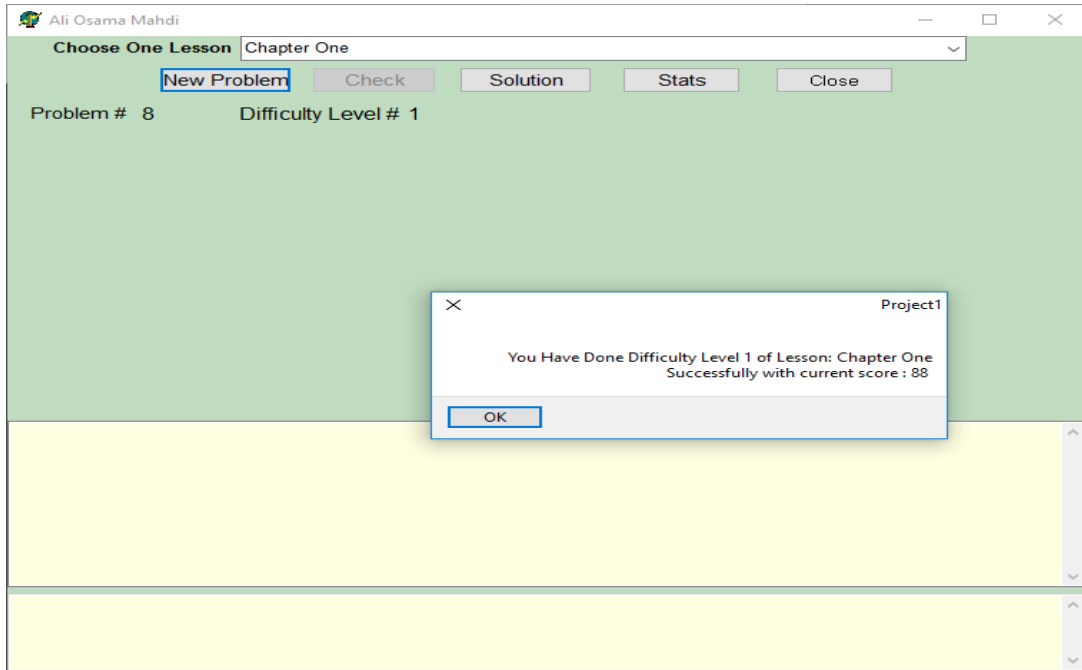 Ali Osama Mahdi
Choose One Lesson Chapter One
New Problem Check Solution Stats Close
Problem # 8 Difficulty Level # 1
Project1
You Have Done Difficulty Level 1 of Lesson: Chapter One
Successfully with current score : 88
OK